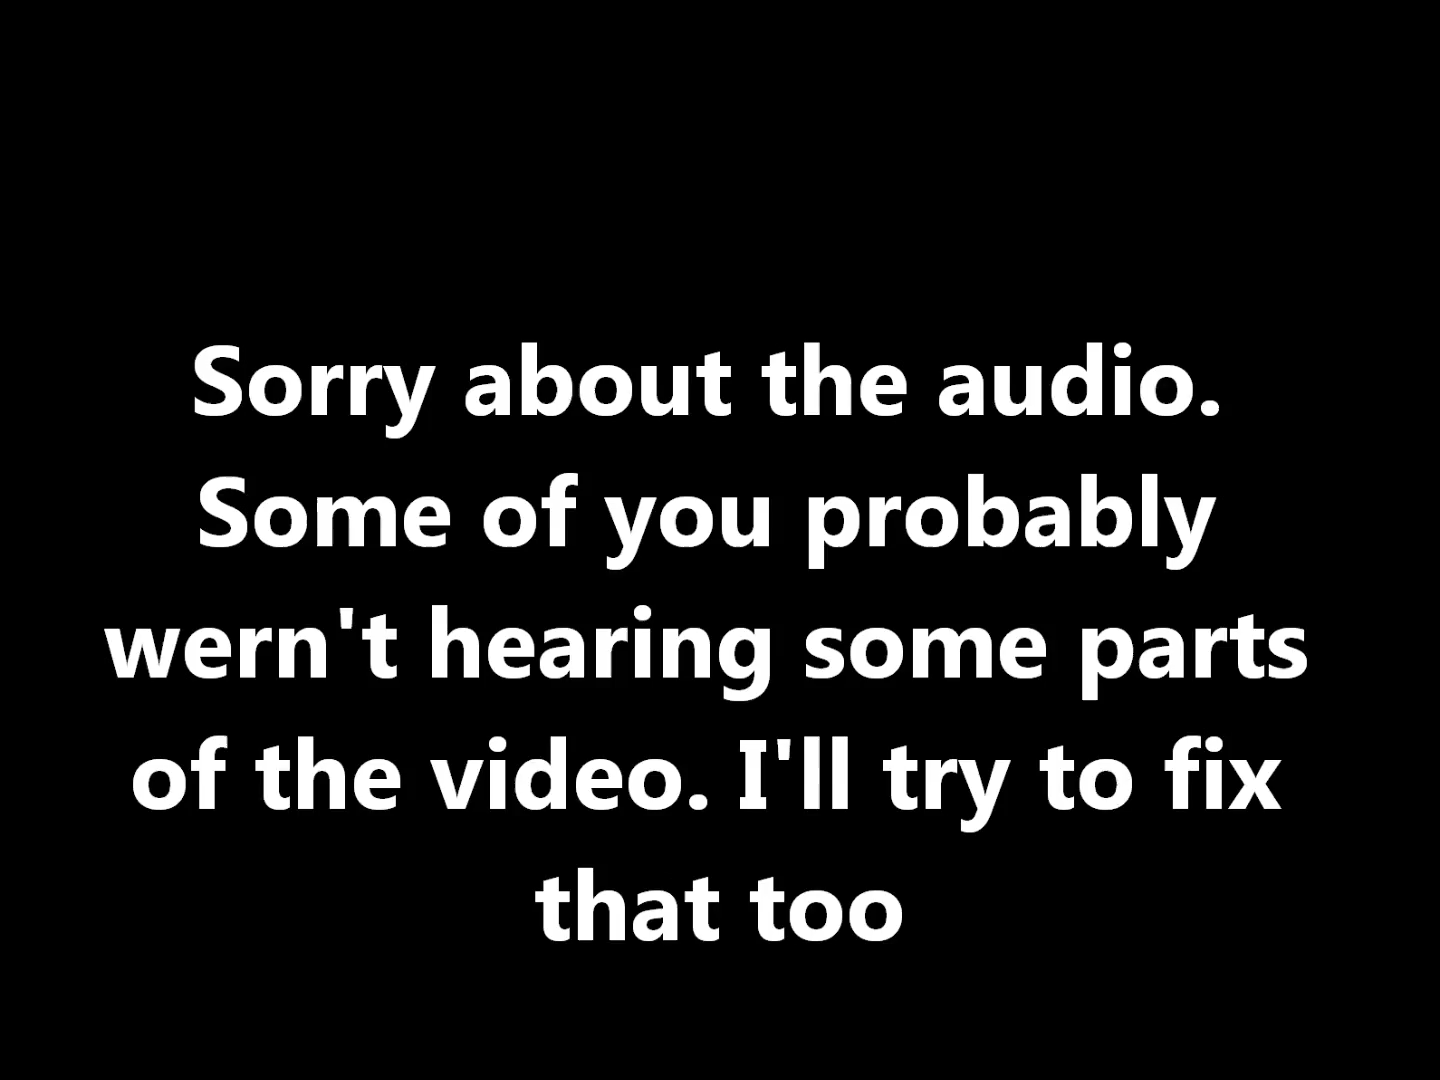 Sorry about the audio.
Some of you probably
wern't hearing some parts
of the video. I'll try to fix
that too